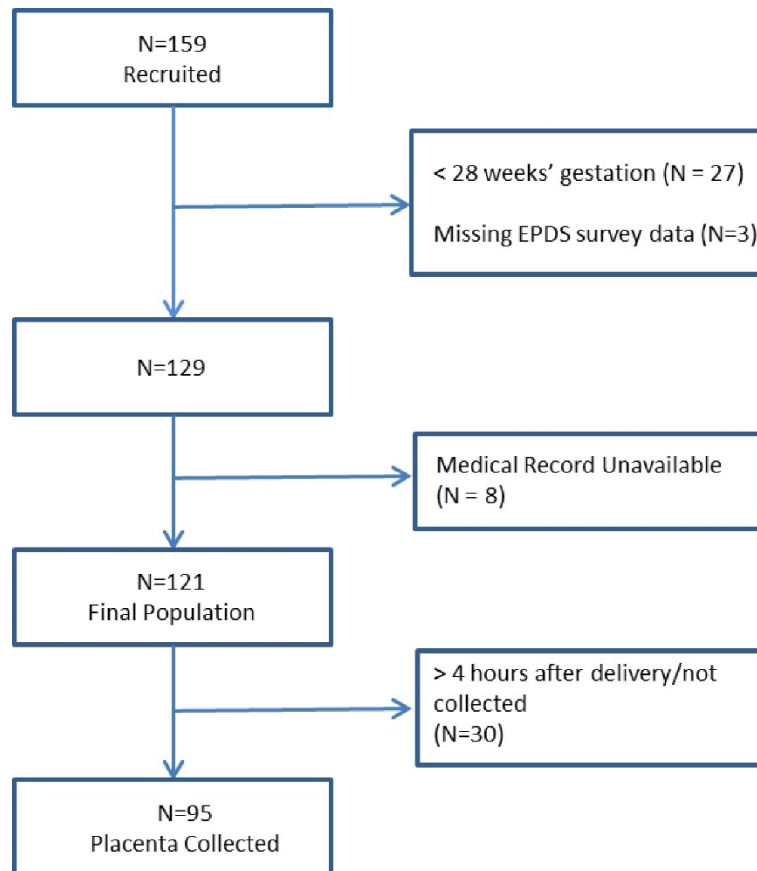 N=159
Recruited
< 28 weeks’ gestation (N = 27)
Missing EPDS survey data (N=3)
N=129
Medical Record Unavailable
(N = 8)
N=121
Final Population
> 4 hours after delivery/not
collected
(N=30)
N=95
Placenta Collected